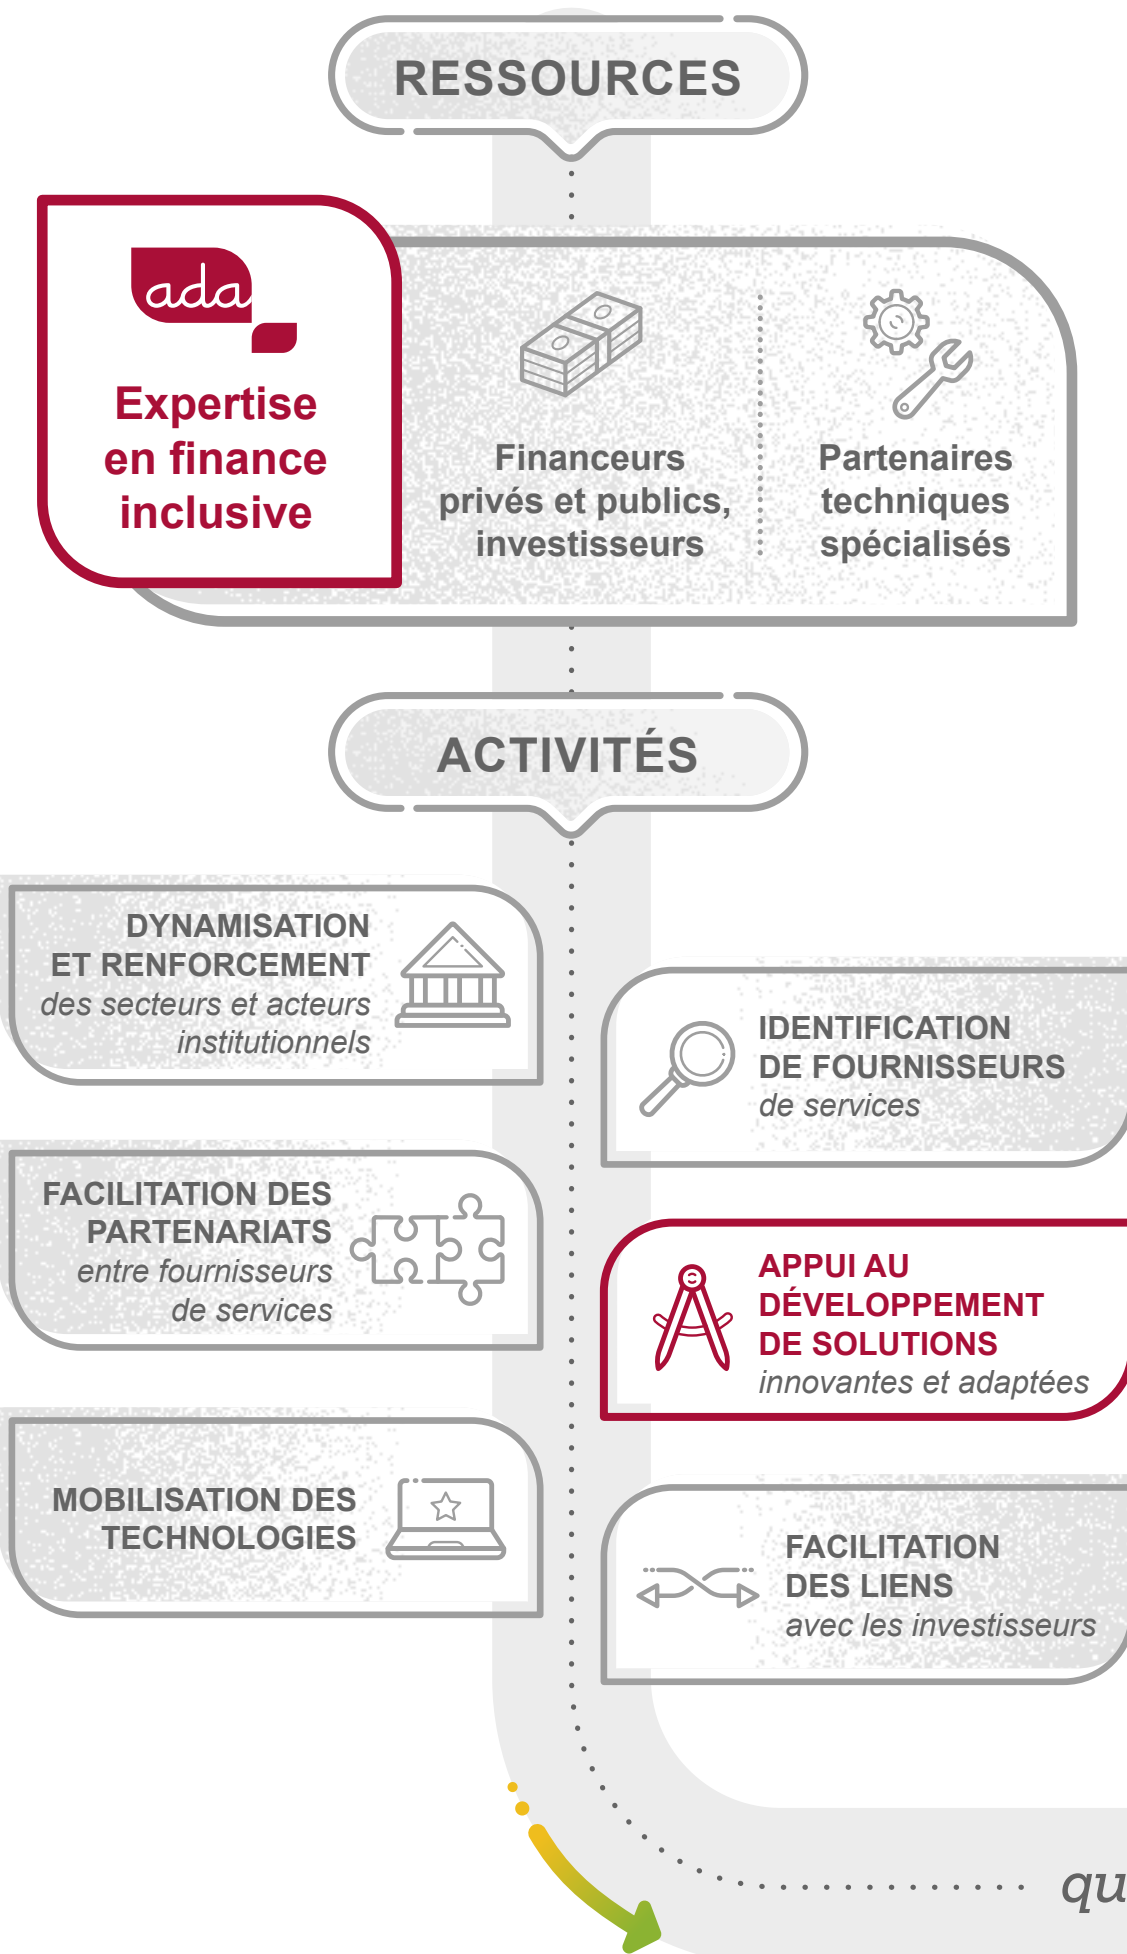 RESSOURCES
ada
Expertise
en finance
inclusive
Financeurs
privés et publics,
investisseurs
Partenaires
techniques
spécialisés
ACTIVITÉS
DYNAMISATION
ET RENFORCEMENT
des secteurs et acteurs
institutionnels
IDENTIFICATION
DE FOURNISSEURS
de services
FACILITATION DES
PARTENARIATS
entre fournisseurs
de services
APPUI AU
DÉVELOPPEMENT
DE SOLUTIONS
innovantes et adaptées
MOBILISATION DES
TECHNOLOGIES
FACILITATION
DES LIENS
avec les investisseurs
qu